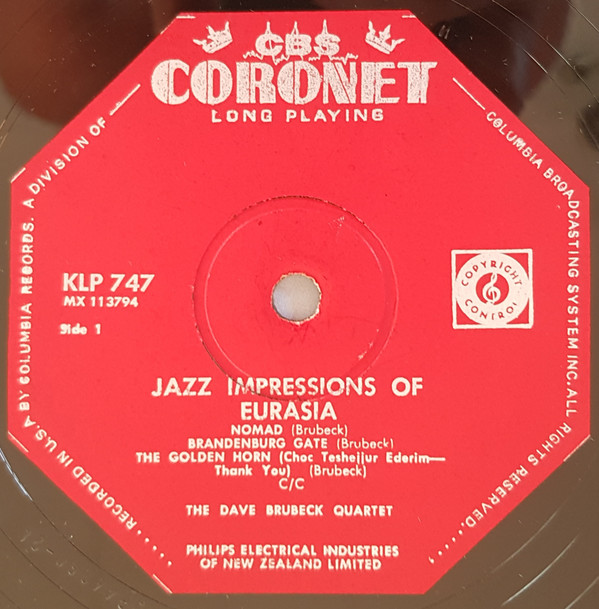 CBS
CORONET
LONG PLAYING
RECORDED IN U.S.A BY COLUMBIA RECORDS. A DIVISION OF
COLUMBIA BROADCASTING SYSTEM INC. ALL RIGHTS RESERVED.....
KLP 747
MX 113794
Side 1
COPYRIGHT
CONTROL
JAZZ IMPRESSIONS OF
EURASIA
NOMAD (Brubeck)
BRANDENBURG GATE (Brubeck)
THE GOLDEN HORN (Choc Teshejjur Ederim—
Thank You) (Brubeck)
C/C
THE DAVE BRUBECK QUARTET
PHILIPS ELECTRICAL INDUSTRIES
OF NEW ZEALAND LIMITED